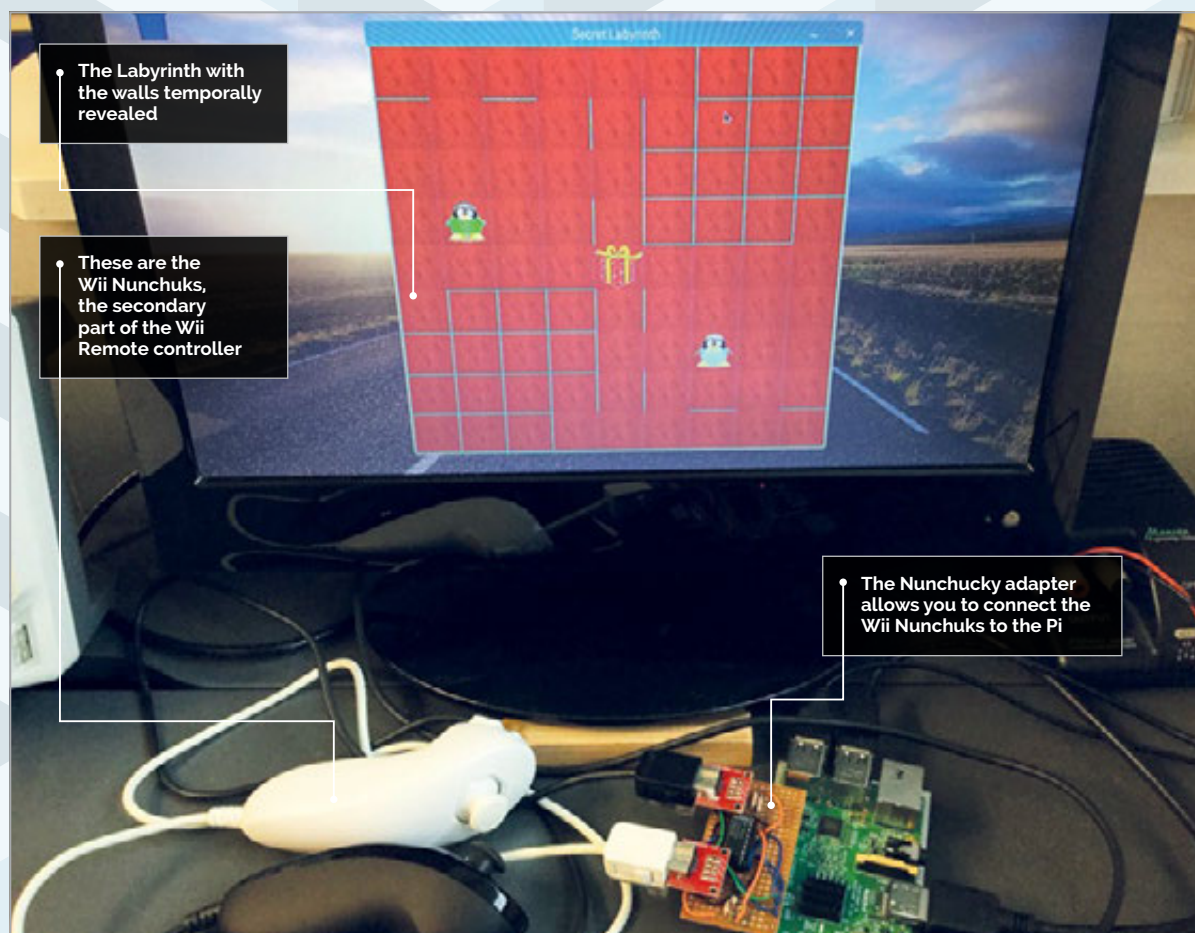 Secret Labyrinth
The Labyrinth with
the walls temporally
revealed
These are the
Wii Nunchuks,
the secondary
part of the Wii
Remote controller
The Nunchucky adapter
allows you to connect the
Wii Nunchuks to the Pi